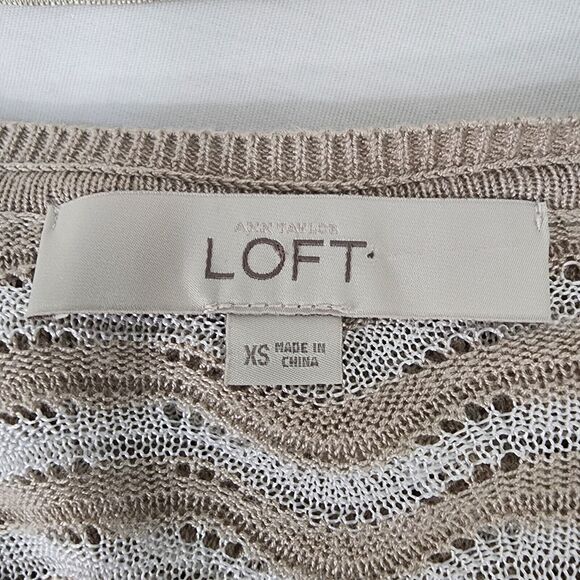 ANN TAYLOR
LOFT
XS MADE IN
CHINA